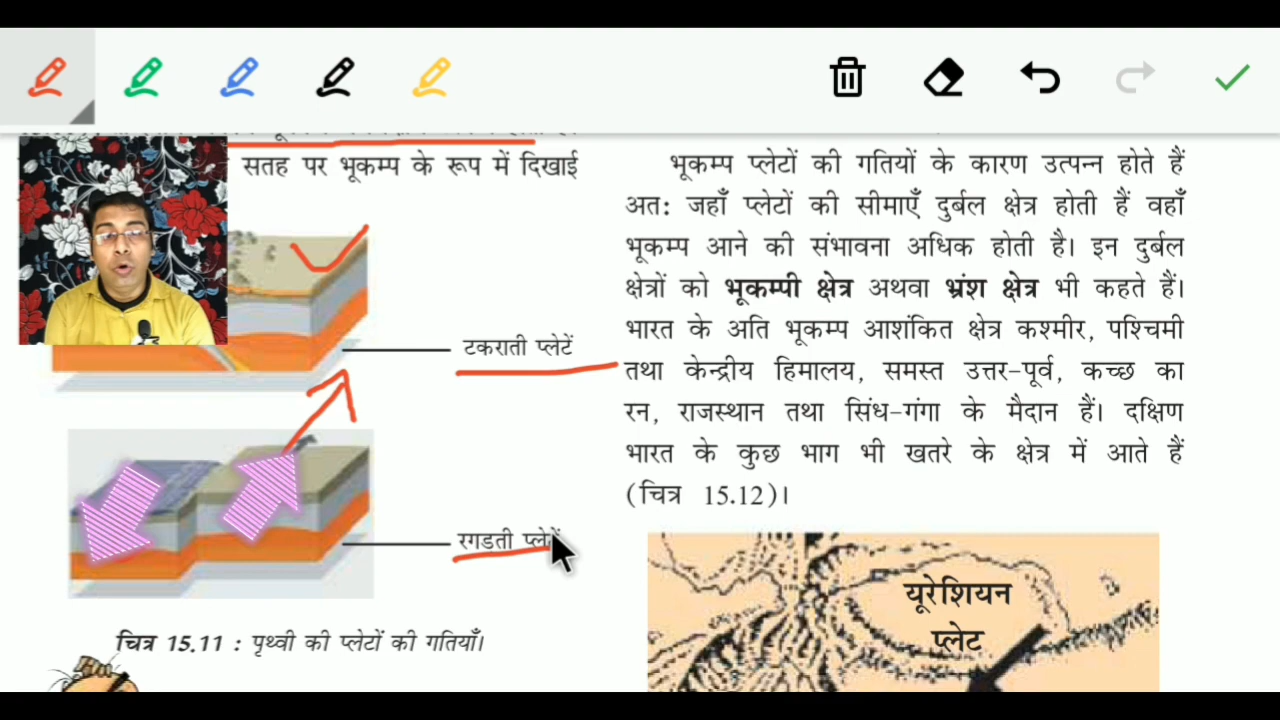 सतह पर भूकम्प के रूप में दिखाई
टकराती प्लेटें
रगडती प्लेटें
चित्र 15.11 : पृथ्वी की प्लेटों की गतियाँ।
भूकम्प प्लेटों की गतियों के कारण उत्पन्न होते हैं
अत: जहाँ प्लेटों की सीमाएँ दुर्बल क्षेत्र होती हैं वहाँ
भूकम्प आने की संभावना अधिक होती है। इन दुर्बल
क्षेत्रों को भूकम्पी क्षेत्र अथवा भ्रंश क्षेत्र भी कहते हैं।
भारत के अति भूकम्प आशंकित क्षेत्र कश्मीर, पश्चिमी
तथा केन्द्रीय हिमालय, समस्त उत्तर-पूर्व, कच्छ का
रन, राजस्थान तथा सिंध-गंगा के मैदान हैं। दक्षिण
भारत के कुछ भाग भी खतरे के क्षेत्र में आते हैं
(चित्र 15.12)।
यूरेशियन
प्लेट